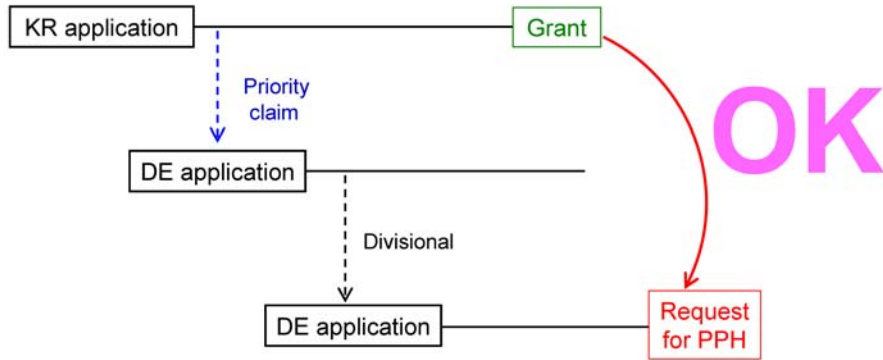 KR application
Grant
Priority
claim
OK
DE application
Divisional
DE application
Request
for PPH